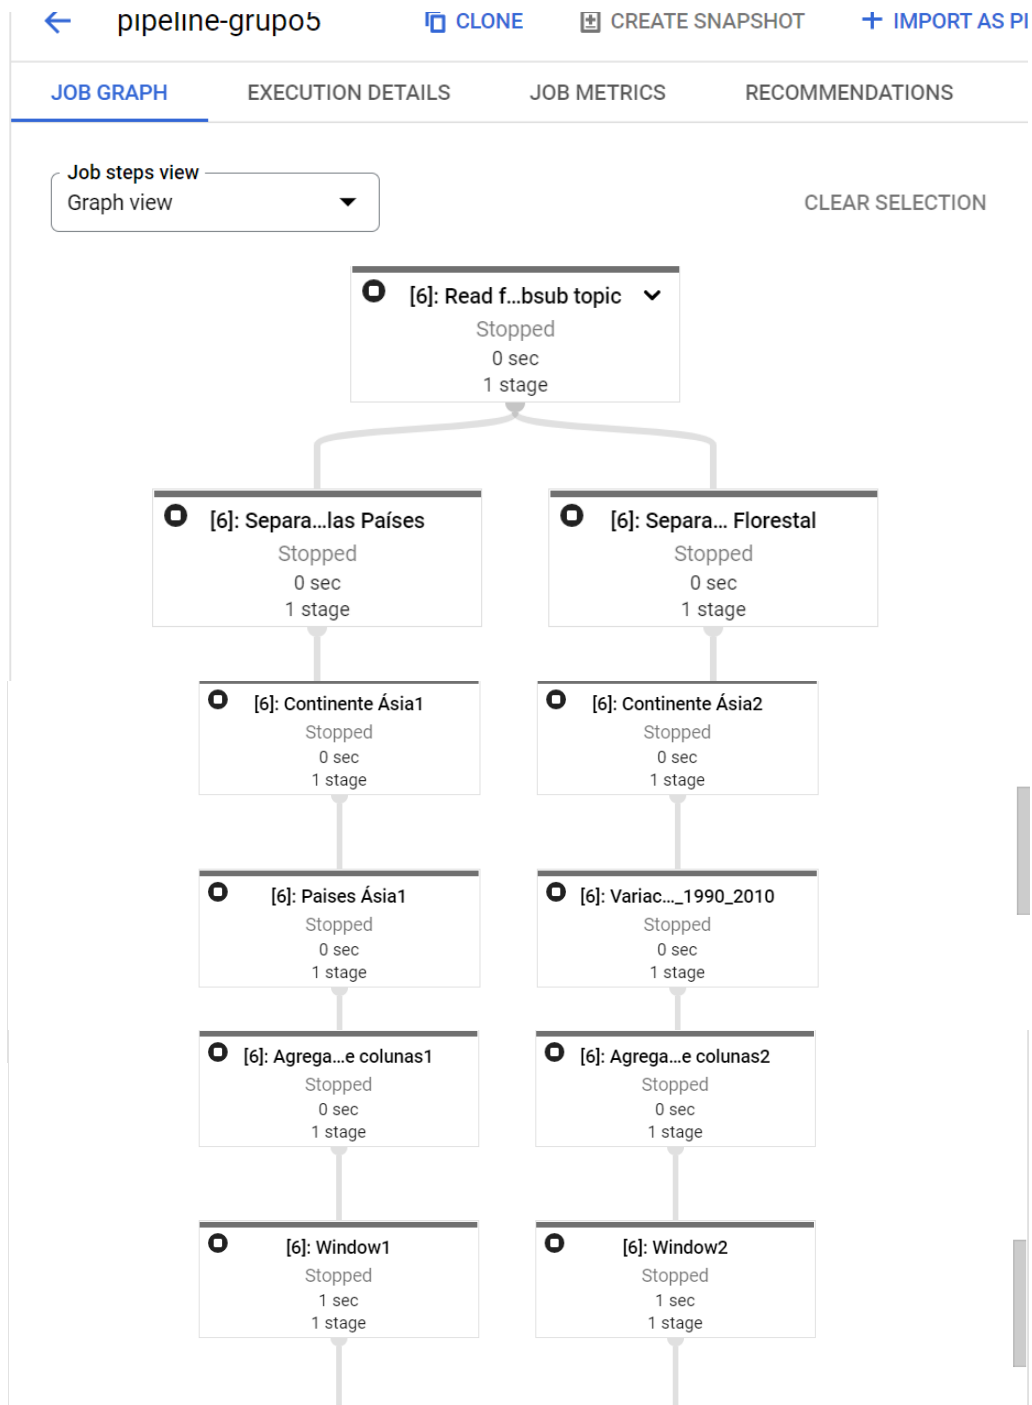 pipeline-grupo5
CLONE
CREATE SNAPSHOT
IMPORT AS PI
JOB GRAPH
EXECUTION DETAILS
JOB METRICS
RECOMMENDATIONS
Job steps view
Graph view
CLEAR SELECTION
[6]: Read f...bsub topic
Stopped
0 sec
1 stage
[6]: Separa...las Países
Stopped
0 sec
1 stage
[6]: Separa... Florestal
Stopped
0 sec
1 stage
[6]: Continente Ásia1
Stopped
0 sec
1 stage
[6]: Continente Ásia2
Stopped
0 sec
1 stage
[6]: Paises Ásia1
Stopped
0 sec
1 stage
[6]: Variac..._1990_2010
Stopped
0 sec
1 stage
[6]: Agrega...e colunas1
Stopped
0 sec
1 stage
[6]: Agrega...e colunas2
Stopped
0 sec
1 stage
[6]: Window1
Stopped
1 sec
1 stage
[6]: Window2
Stopped
1 sec
1 stage